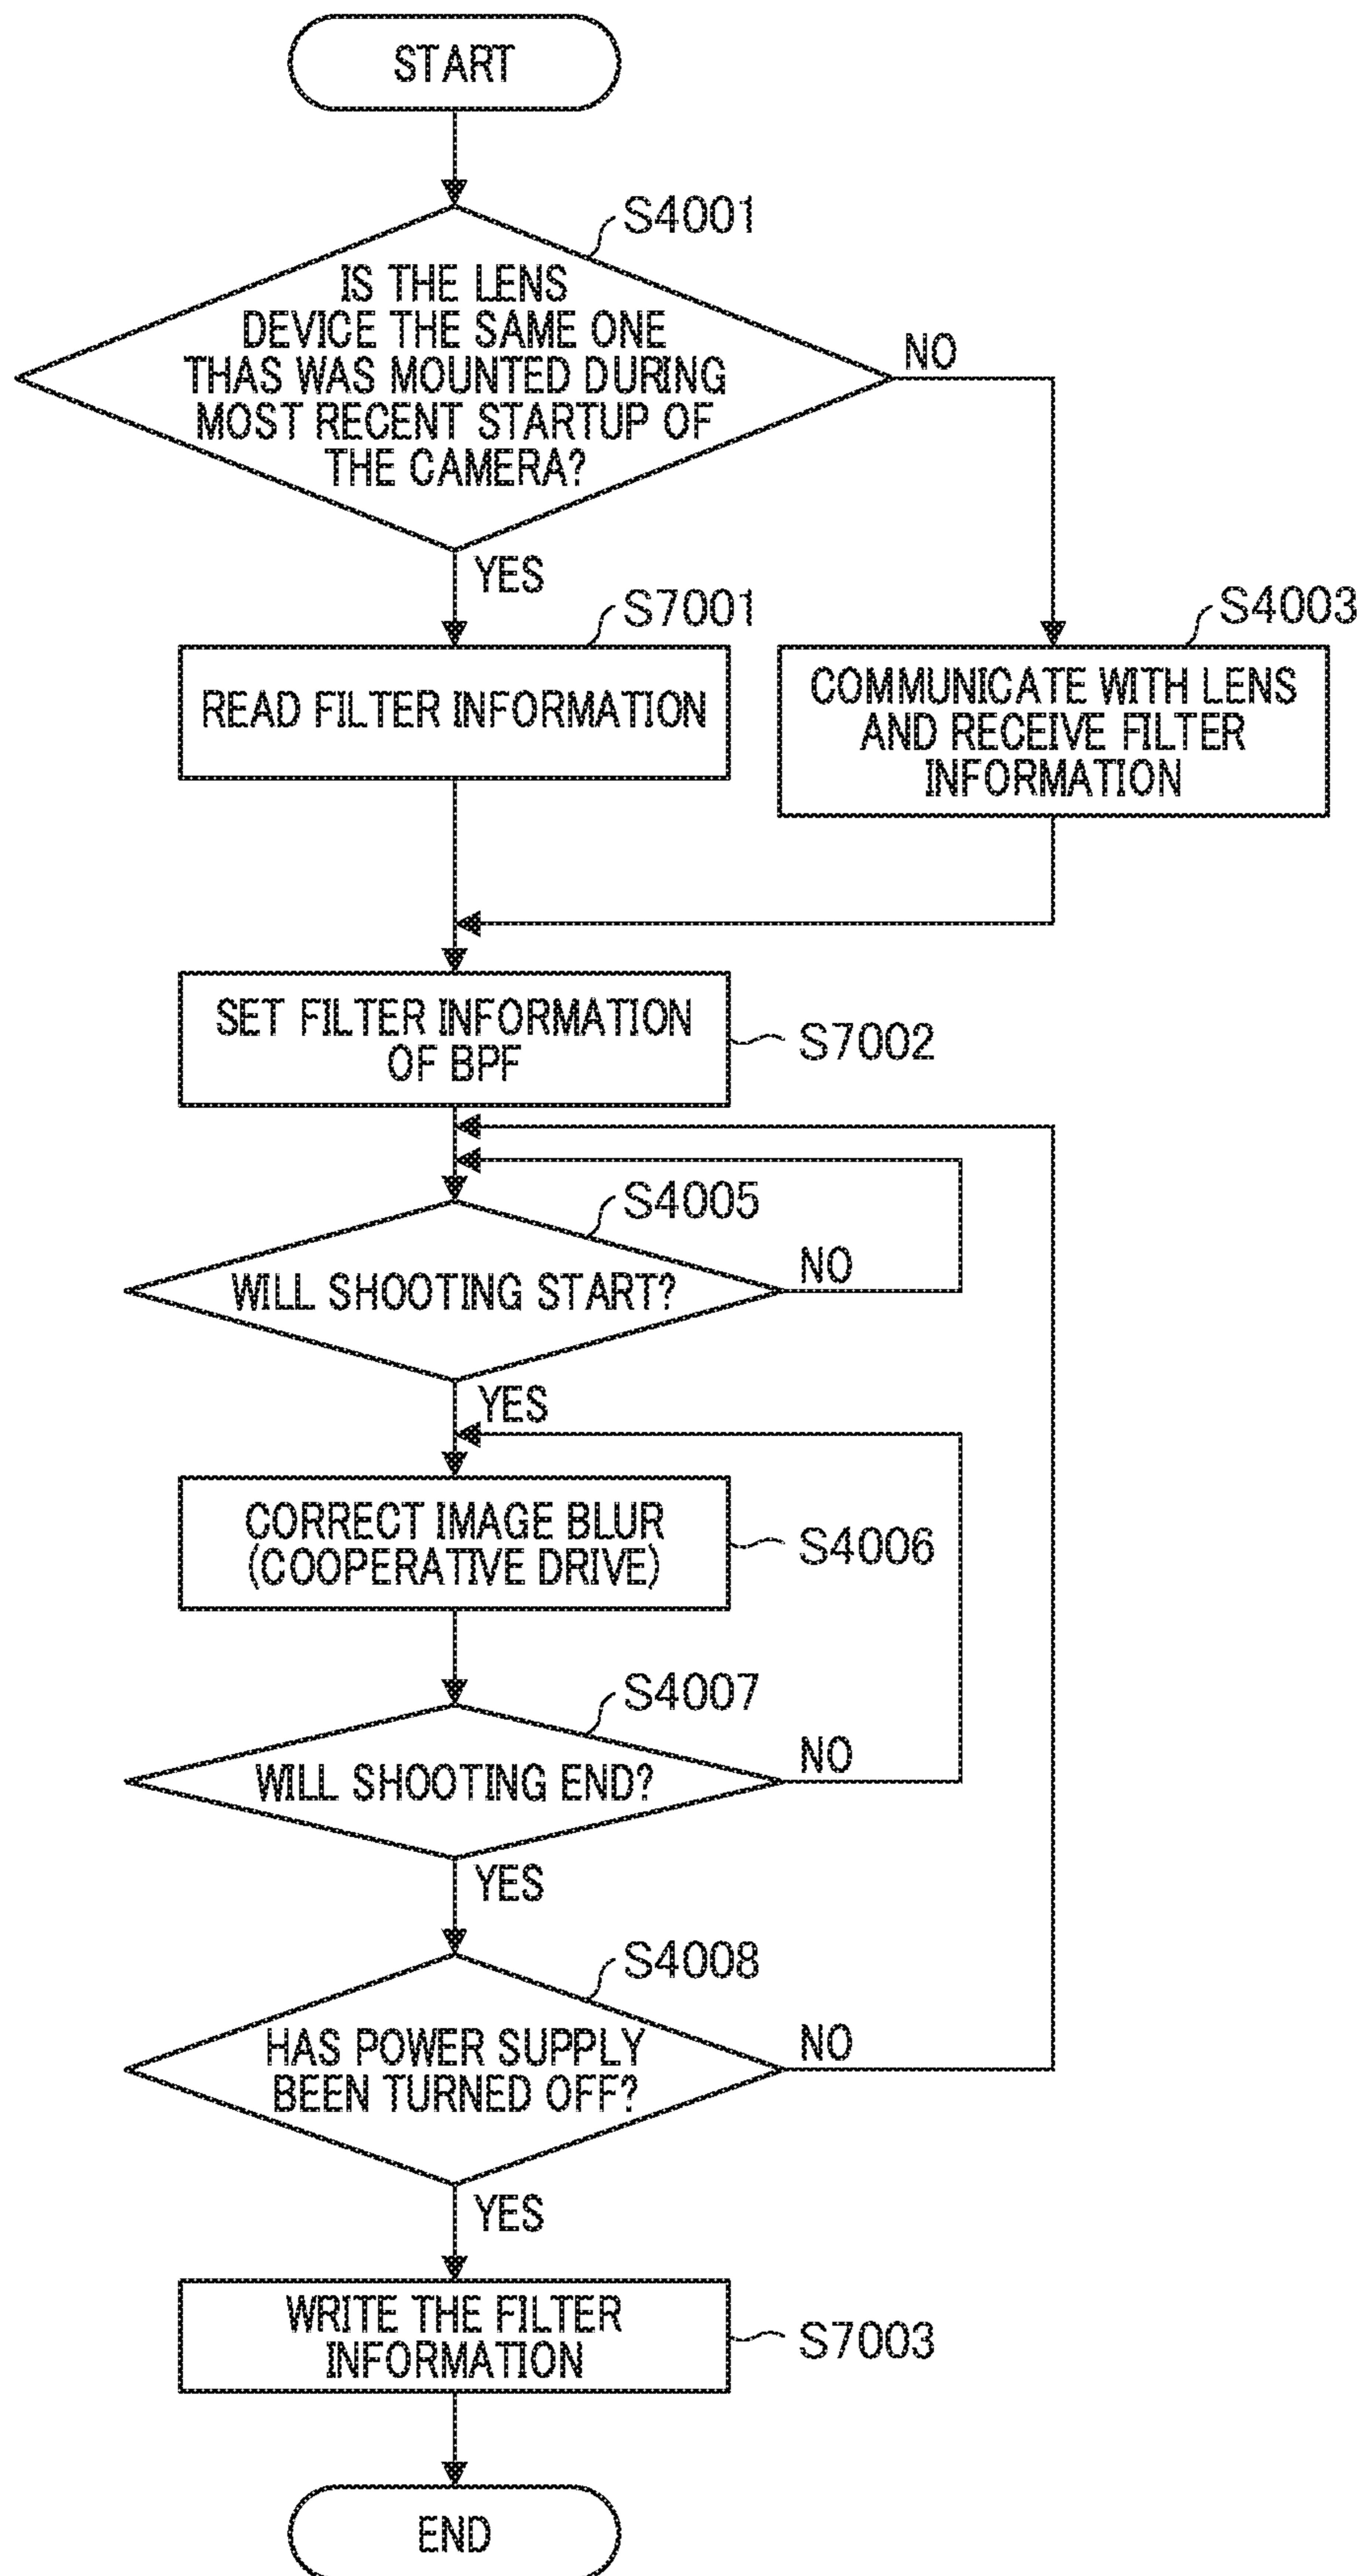 START
S4001
IS THE LENS
DEVICE THE SAME ONE
THAS WAS MOUNTED DURING
MOST RECENT STARTUP OF
THE CAMERA?
NO
YES
S7001
READ FILTER INFORMATION
S4003
COMMUNICATE WITH LENS
AND RECEIVE FILTER
INFORMATION
SET FILTER INFORMATION
OF BPF
S7002
S4005
WILL SHOOTING START?
NO
YES
CORRECT IMAGE BLUR
(COOPERATIVE DRIVE)
S4006
S4007
WILL SHOOTING END?
NO
YES
S4008
HAS POWER SUPPLY
BEEN TURNED OFF?
NO
YES
WRITE THE FILTER
INFORMATION
S7003
END